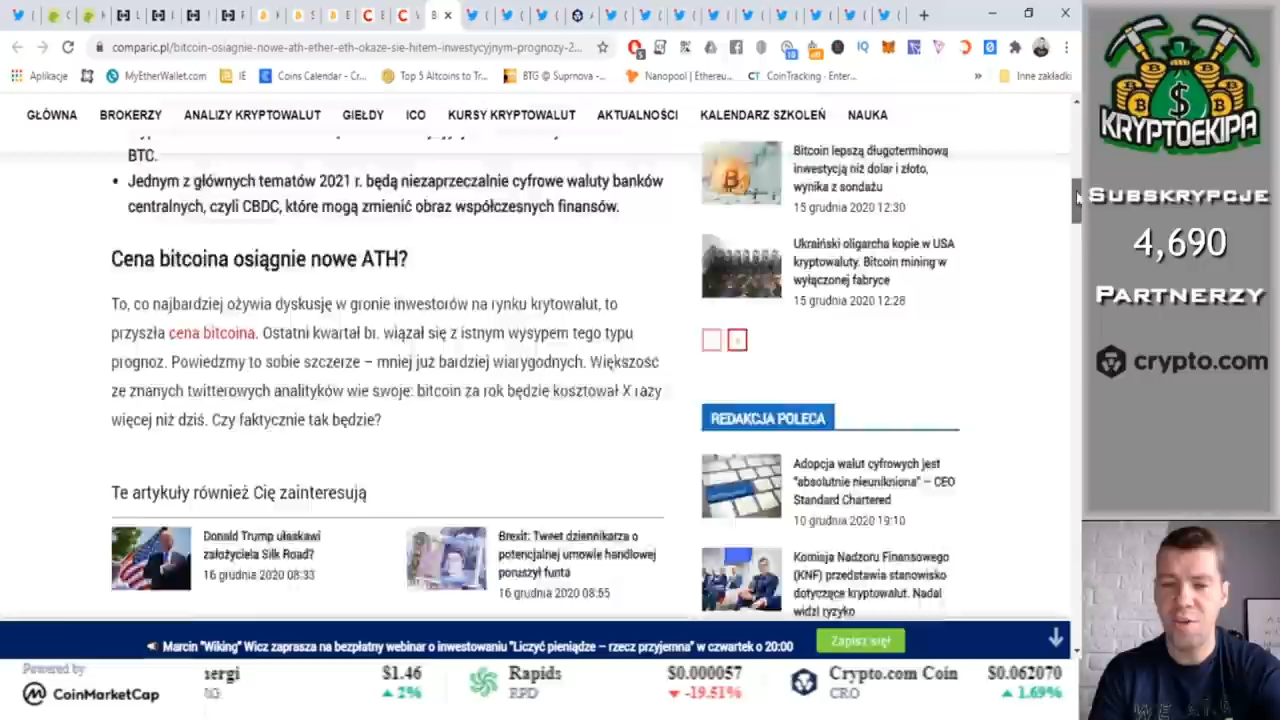 comparic.pl/bitcoin-osiagnie-nowe-ath-ether-eth-okaze-sie-hitem-inwestycyjnym-prognozy-2...
Aplikacje
MyEtherWallet.com
IE
Coins Calendar - Cr...
Top 5 Altcoins to Tr...
BTG @ Suprnova -...
Nanopool | Ethereu...
CoinTracking · Enter...
»
Inne zakładki
GŁÓWNA
BROKERZY
ANALIZY KRYPTOWALUT
GIEŁDY
ICO
KURSY KRYPTOWALUT
AKTUALNOŚCI
KALENDARZ SZKOLEŃ
NAUKA
BTC.
• Jednym z głównych tematów 2021 r. będą niezaprzeczalnie cyfrowe waluty banków
centralnych, czyli CBDC, które mogą zmienić obraz współczesnych finansów.
Cena bitcoina osiągnie nowe ATH?
To, co najbardziej ożywia dyskusję w gronie inwestorów na rynku krytowalut, to
przyszła cena bitcoina. Ostatni kwartał br. wiązał się z istnym wysypem tego typu
prognoz. Powiedzmy to sobie szczerze – mniej już bardziej wiarygodnych. Większość
ze znanych twitterowych analityków wie swoje: bitcoin za rok będzie kosztował X razy
więcej niż dziś. Czy faktycznie tak będzie?
Te artykuły również Cię zainteresują
Donald Trump ułaskawi
założyciela Silk Road?
16 grudnia 2020 08:33
Brexit: Tweet dziennikarza o
potencjalnej umowie handlowej
poruszył funta
16 grudnia 2020 08:55
Bitcoin lepszą długoterminową
inwestycją niż dolar i złoto,
wynika z sondażu
15 grudnia 2020 12:30
Ukraiński oligarcha kopie w USA
kryptowaluty. Bitcoin mining w
wyłączonej fabryce
15 grudnia 2020 12:28
REDAKCJA POLECA
Adopcja walut cyfrowych jest
"absolutnie nieunikniona" – CEO
Standard Chartered
10 grudnia 2020 19:10
Komisja Nadzoru Finansowego
(KNF) przedstawia stanowisko
dotyczące kryptowalut. Nadal
widzi ryzyko
Marcin "Wiking" Wicz zaprasza na bezpłatny webinar o inwestowaniu "Liczyć pieniądze – rzecz przyjemna" w czwartek o 20:00
Zapisz się!
Powered by
CoinMarketCap
$1.46
2%
Rapids
RPD
$0.000057
-19.51%
Crypto.com Coin
CRO
$0.062070
1.69%
KRYPTOEKIPA
SUBSKRYPCJE
4,690
PARTNERZY
crypto.com